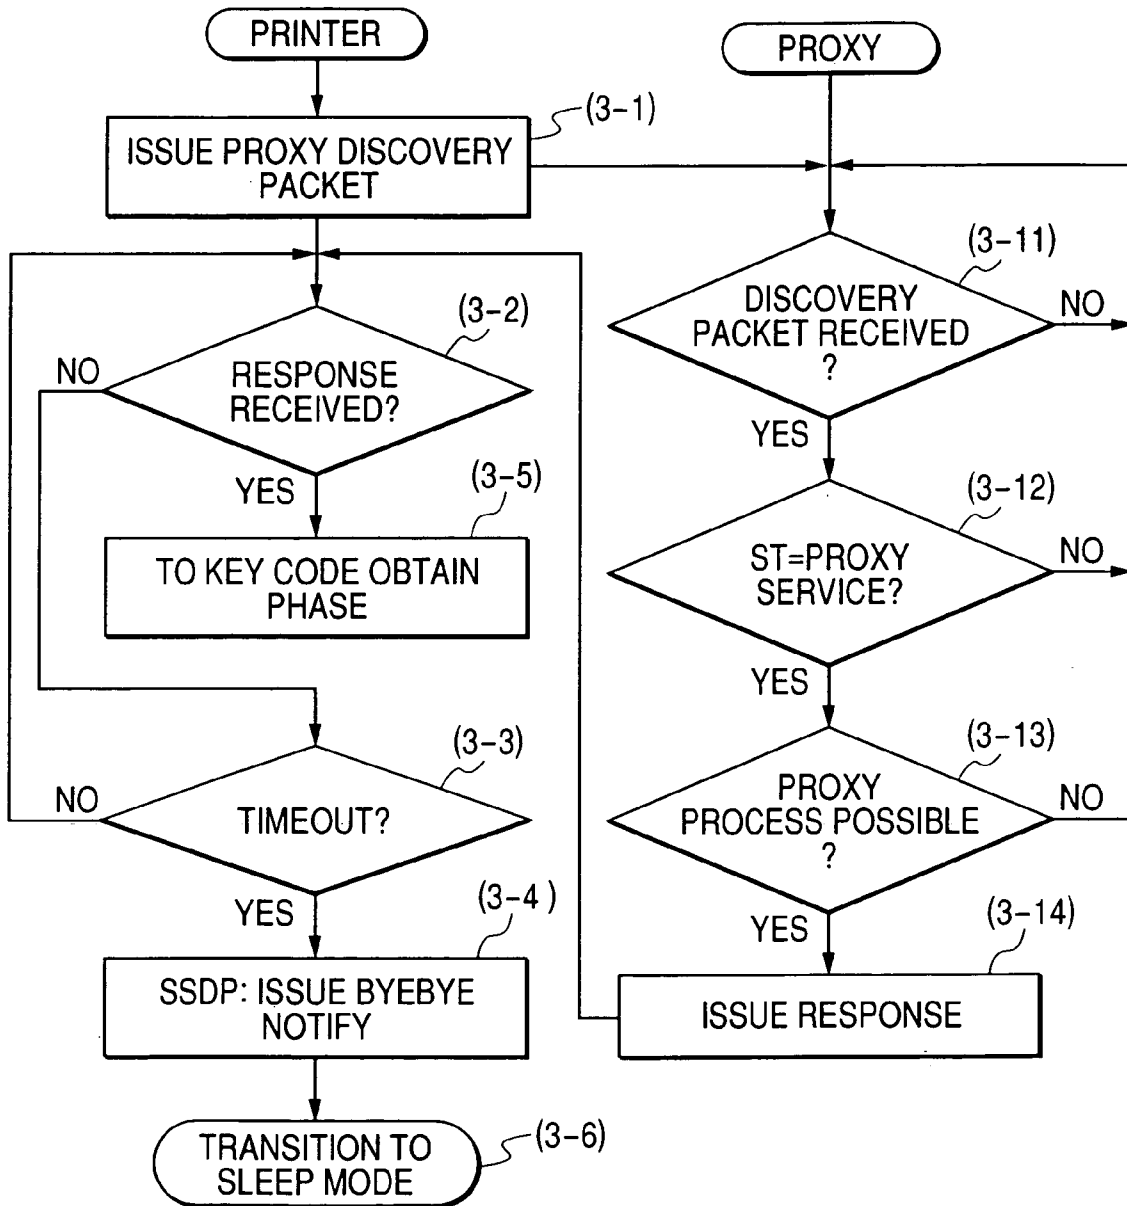 PRINTER
(3-1)
ISSUE PROXY DISCOVERY
PACKET
(3-2)
RESPONSE
RECEIVED?
NO
YES
(3-5)
TO KEY CODE OBTAIN
PHASE
(3-3)
TIMEOUT?
NO
YES
(3-4)
SSDP: ISSUE BYEBYE
NOTIFY
TRANSITION TO
SLEEP MODE
(3-6)
PROXY
(3-11)
DISCOVERY
PACKET RECEIVED
?
NO
YES
(3-12)
ST=PROXY
SERVICE?
NO
YES
(3-13)
PROXY
PROCESS POSSIBLE
?
NO
YES
(3-14)
ISSUE RESPONSE